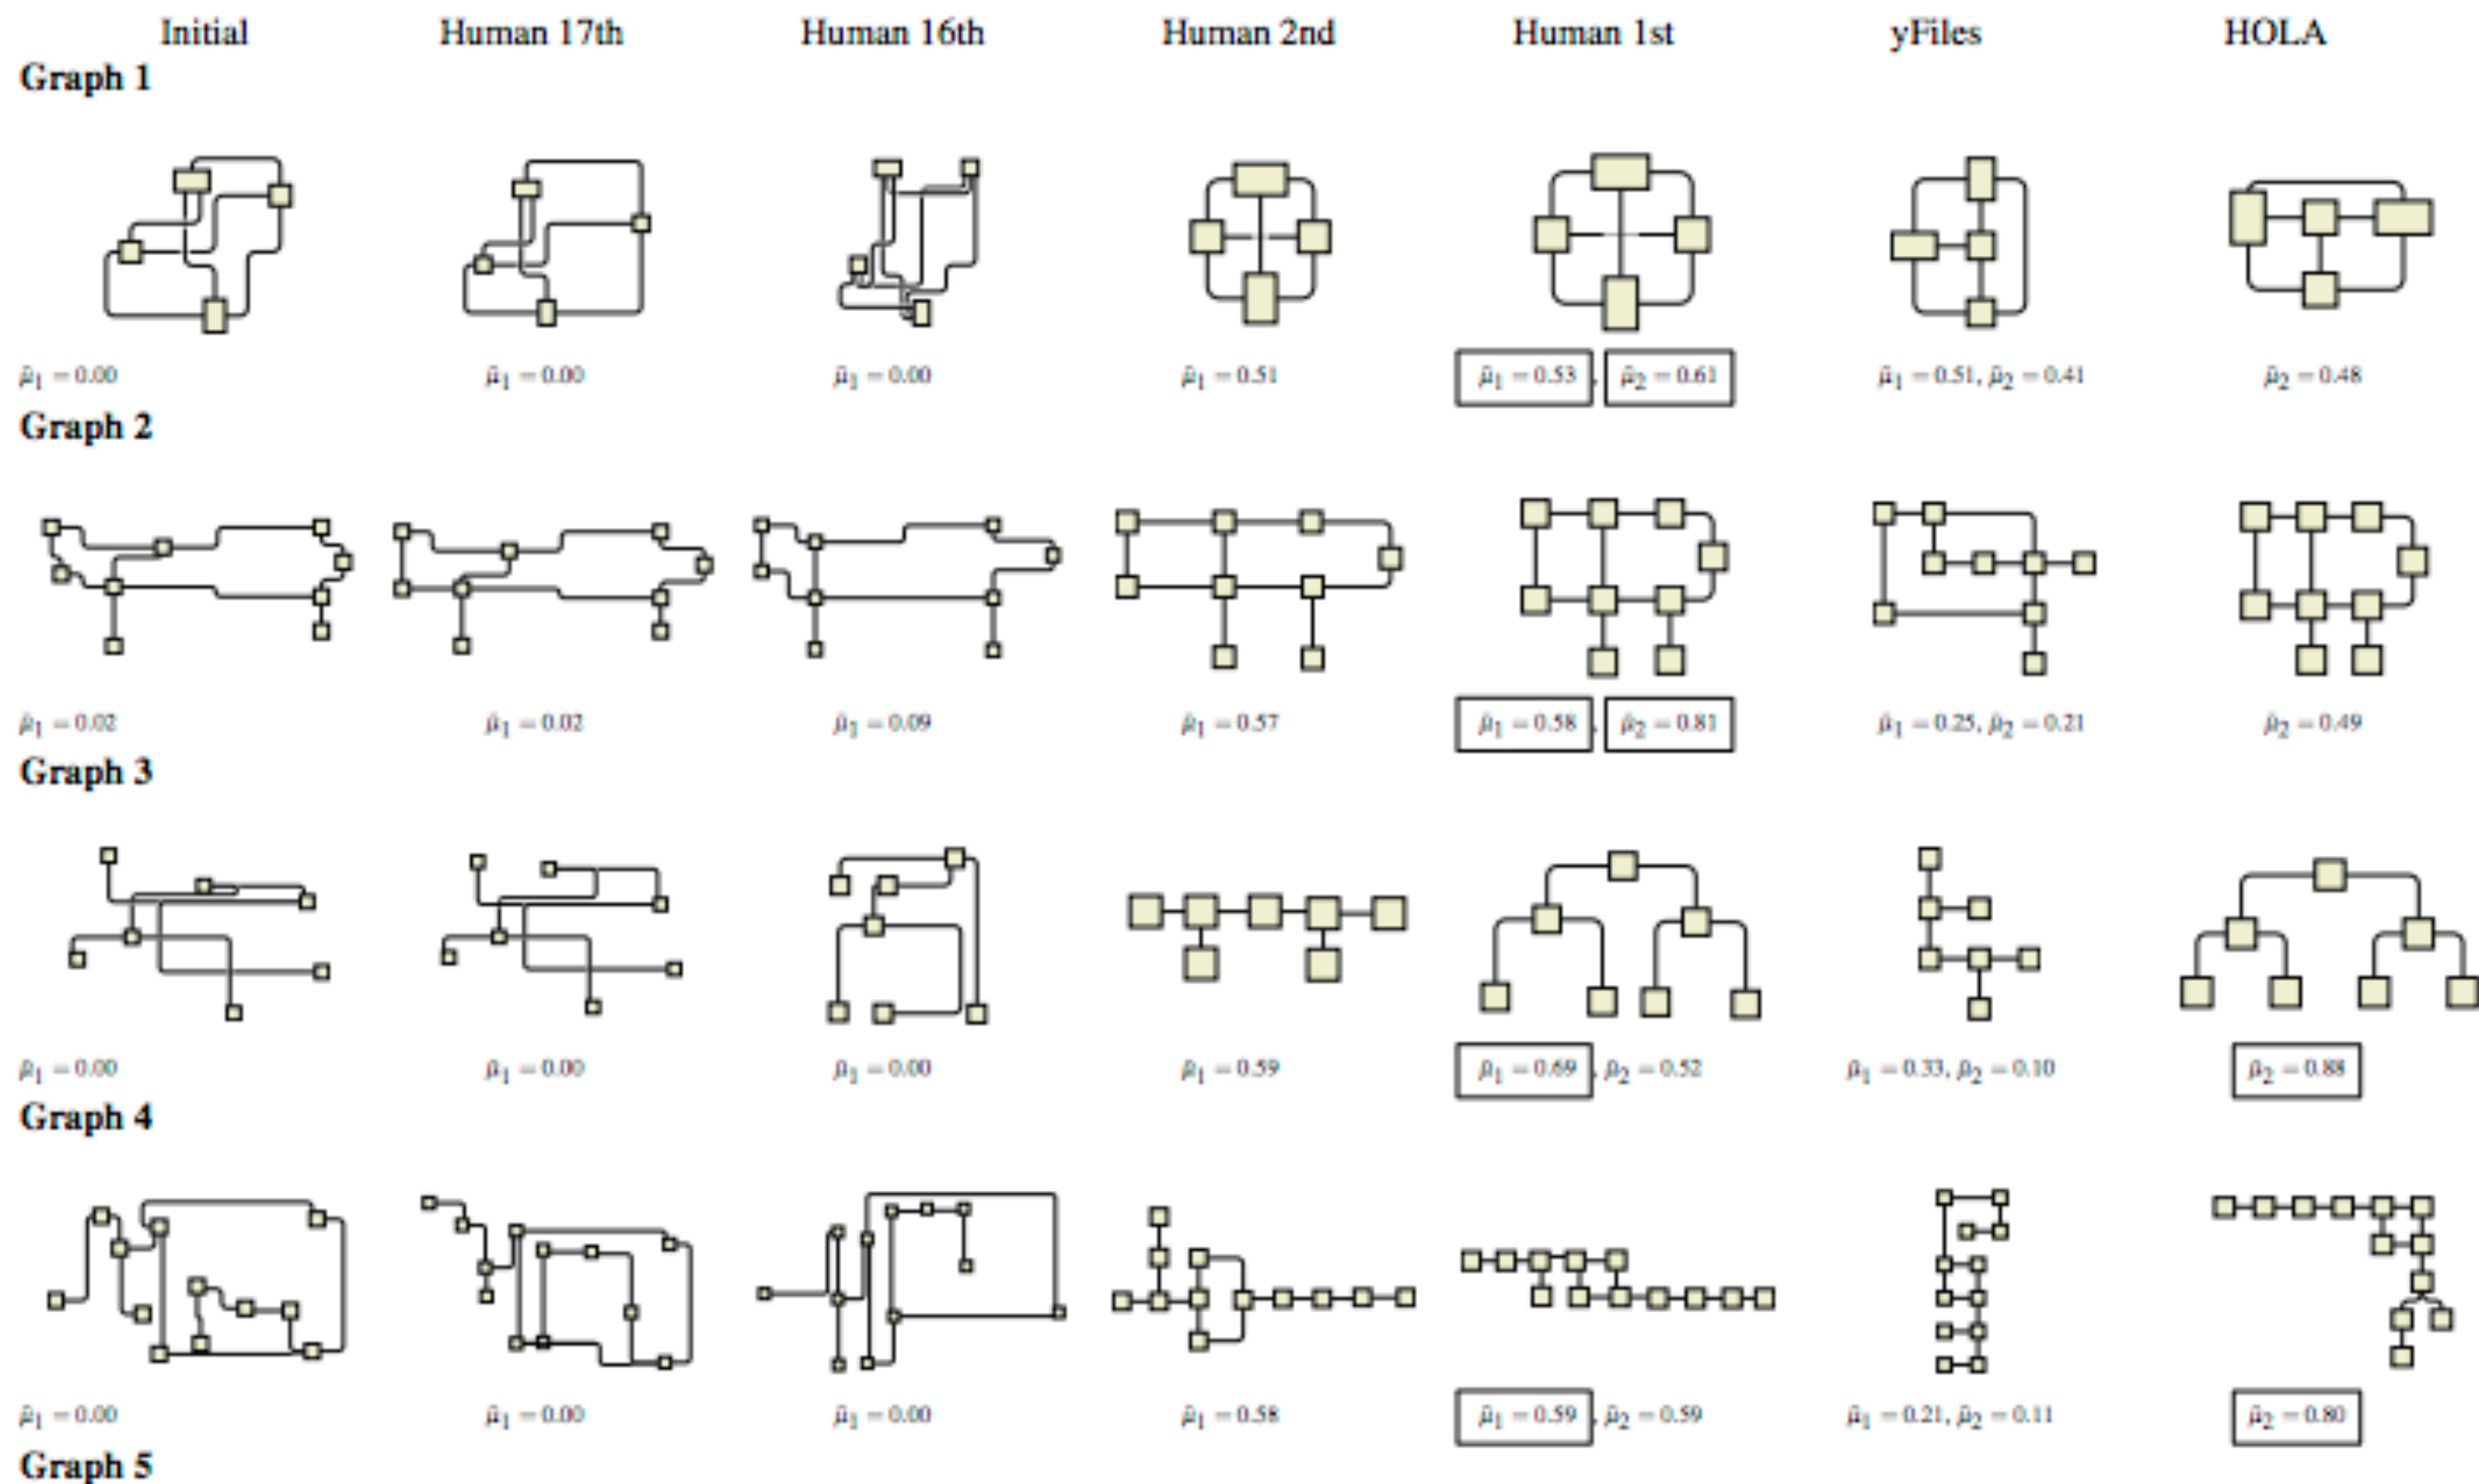 Initial Human 17th Human 16th Human 2nd Human 1st yFiles HOLA
Graph 1
μ̂1 = 0.00 μ̂1 = 0.00 μ̂1 = 0.00 μ̂1 = 0.51 μ̂1 = 0.53, μ̂2 = 0.61 μ̂1 = 0.51, μ̂2 = 0.41 μ̂2 = 0.48
Graph 2
μ̂1 = 0.02 μ̂1 = 0.02 μ̂1 = 0.09 μ̂1 = 0.57 μ̂1 = 0.58, μ̂2 = 0.81 μ̂1 = 0.25, μ̂2 = 0.21 μ̂2 = 0.49
Graph 3
μ̂1 = 0.00 μ̂1 = 0.00 μ̂1 = 0.00 μ̂1 = 0.59 μ̂1 = 0.69, μ̂2 = 0.52 μ̂1 = 0.33, μ̂2 = 0.10 μ̂2 = 0.88
Graph 4
μ̂1 = 0.00 μ̂1 = 0.00 μ̂1 = 0.00 μ̂1 = 0.58 μ̂1 = 0.59, μ̂2 = 0.59 μ̂1 = 0.21, μ̂2 = 0.11 μ̂2 = 0.80
Graph 5